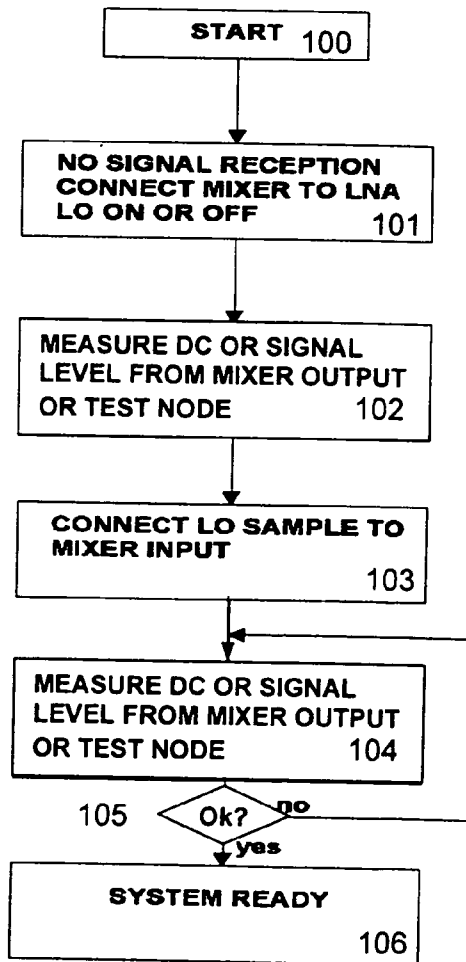 START 100
NO SIGNAL RECEPTION
CONNECT MIXER TO LNA
LO ON OR OFF
101
MEASURE DC OR SIGNAL
LEVEL FROM MIXER OUTPUT
OR TEST NODE 102
CONNECT LO SAMPLE TO
MIXER INPUT
103
MEASURE DC OR SIGNAL
LEVEL FROM MIXER OUTPUT
OR TEST NODE 104
105 Ok? no
yes
SYSTEM READY
106